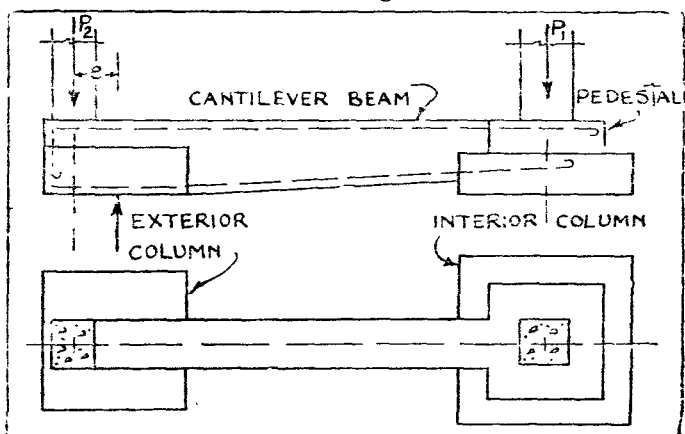 P2
P1
e
CANTILEVER BEAM
PEDESTAL
EXTERIOR
COLUMN
INTERIOR COLUMN